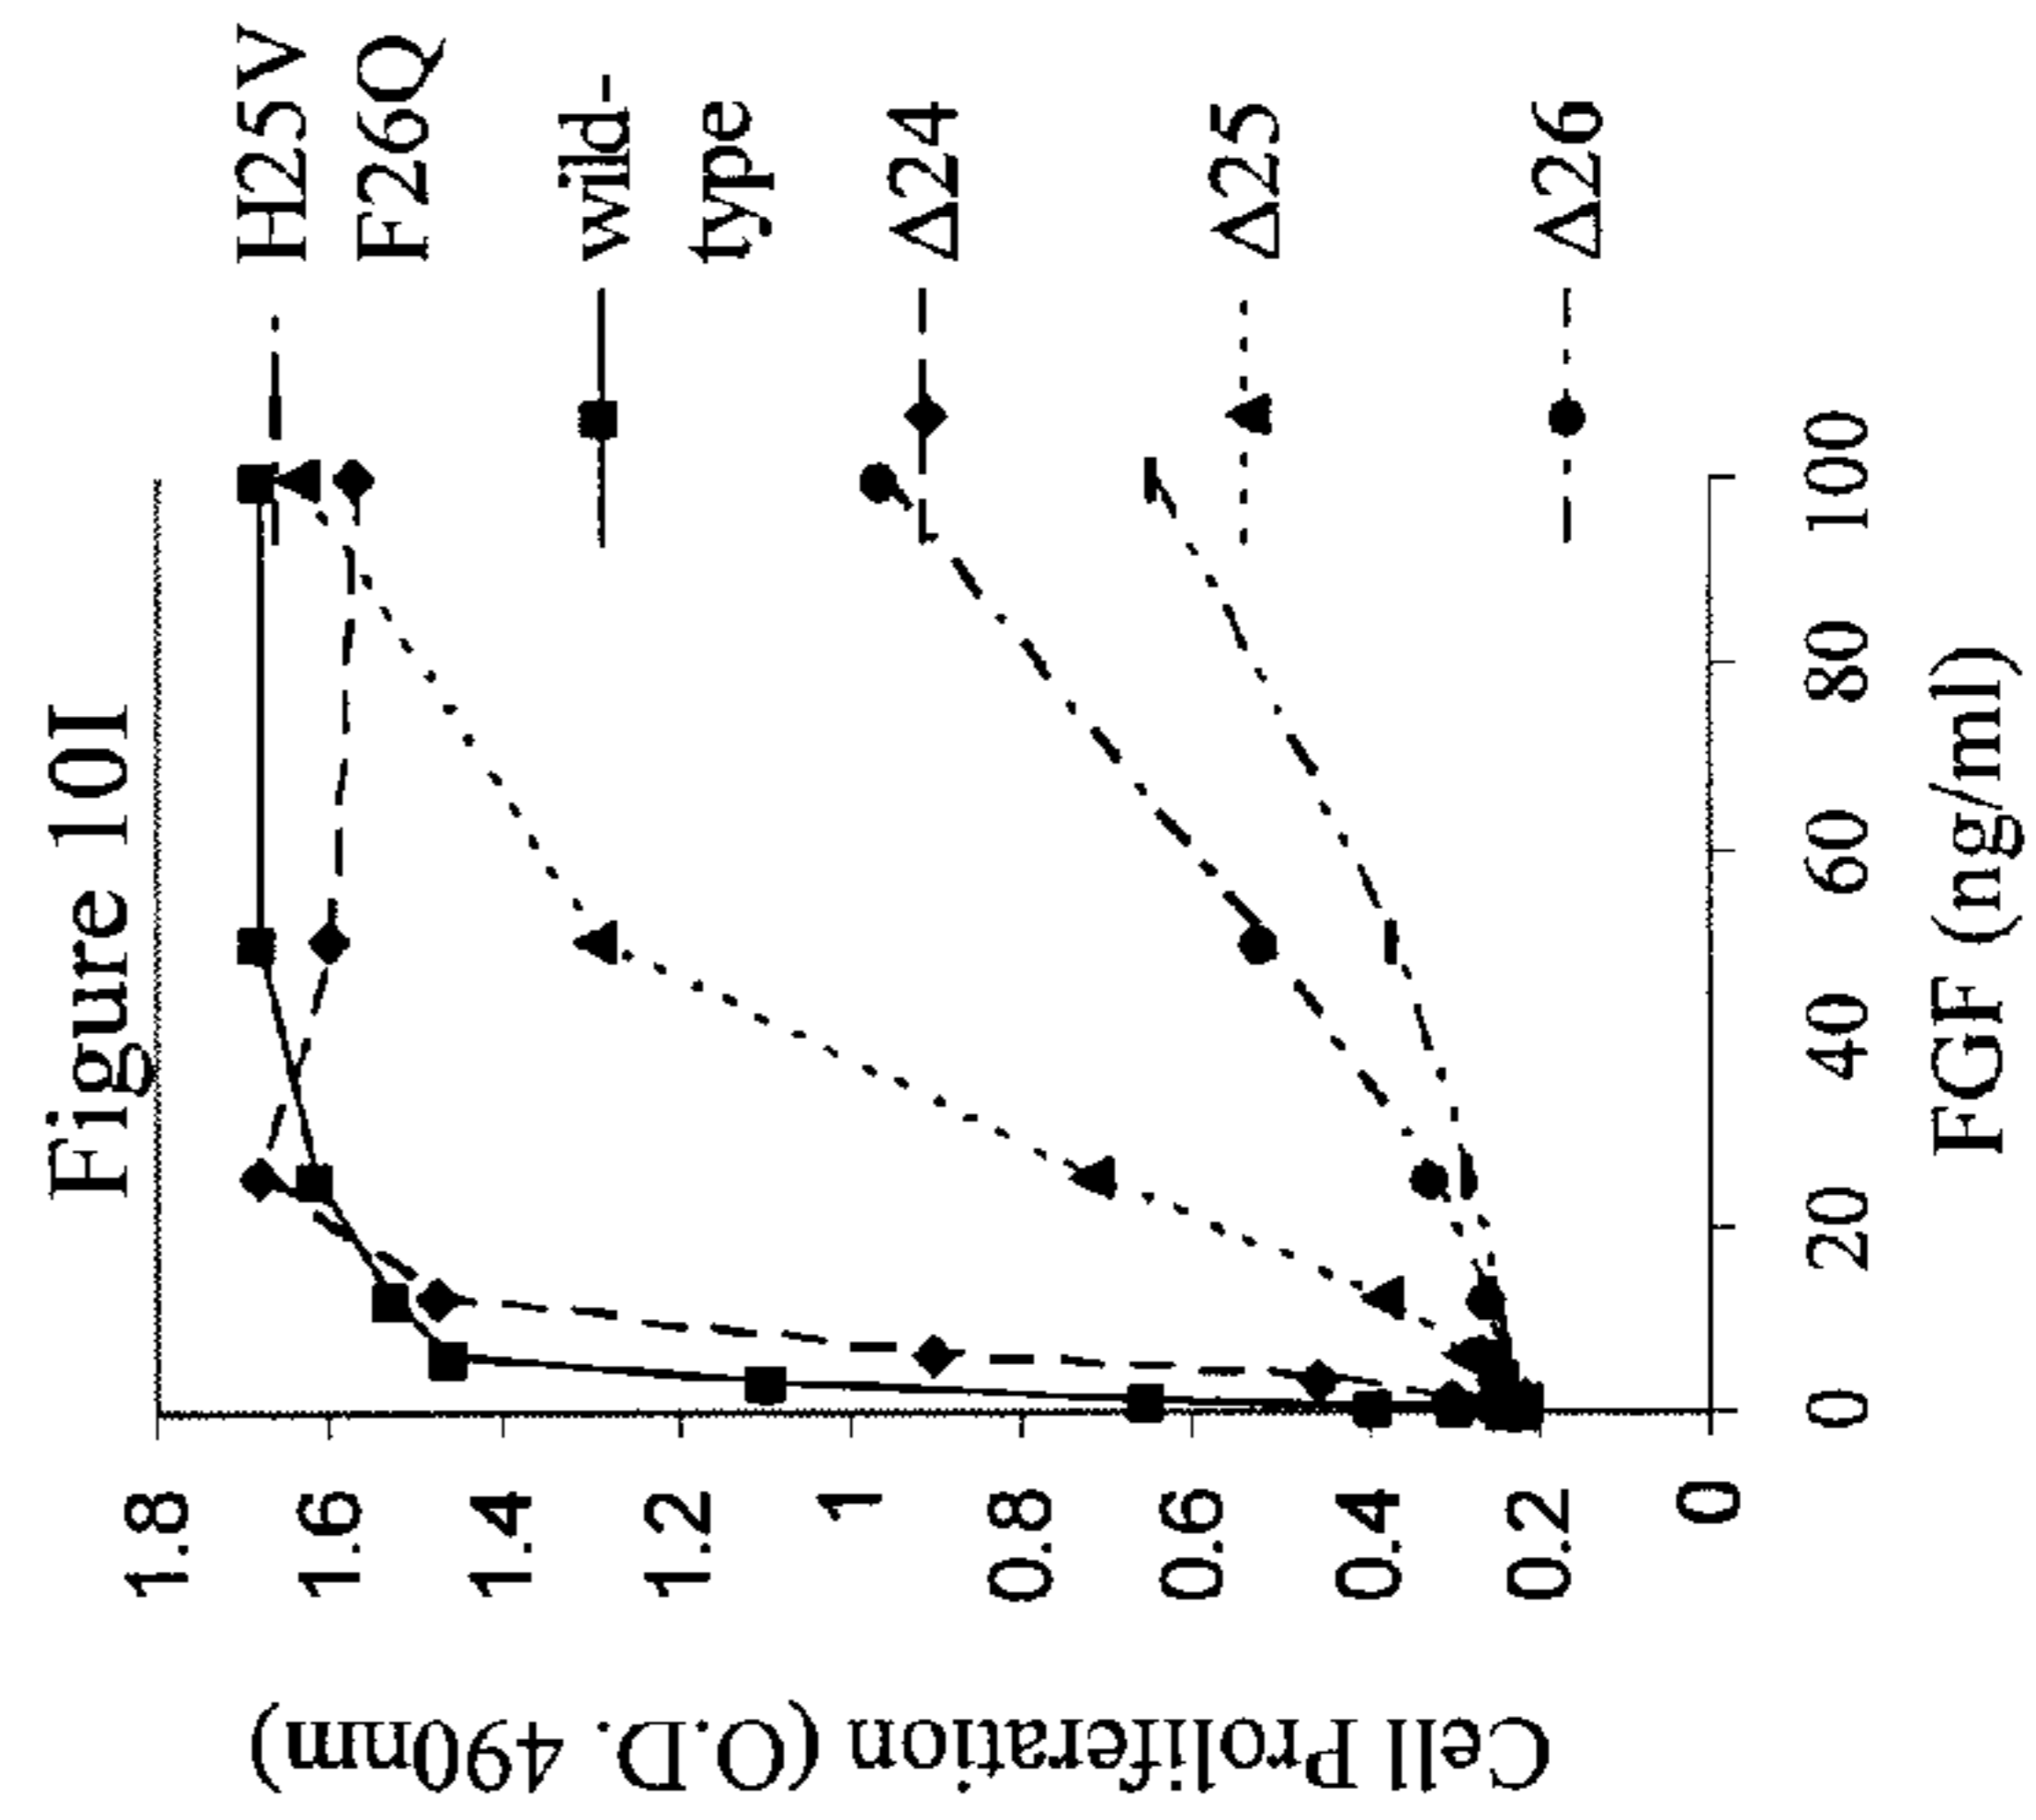 Figure 10I
Cell Proliferation (O.D. 490nm)
1.8
1.6
1.4
1.2
1
0.8
0.6
0.4
0.2
0
0 20 40 60 80 100
FGF (ng/ml)
H25V
F26Q
wild-
type
Δ24
Δ25
Δ26